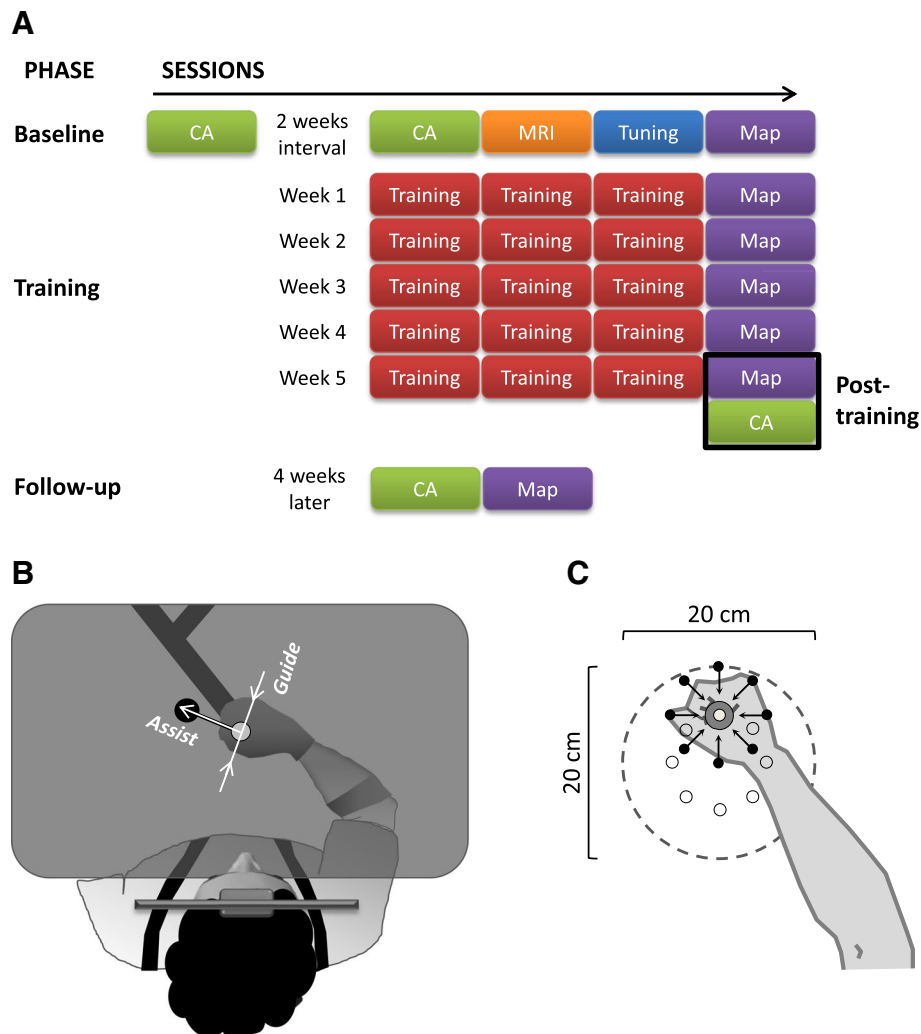 A
PHASE SESSIONS
Baseline CA 2 weeks interval CA MRI Tuning Map
Week 1 Training Training Training Map
Week 2 Training Training Training Map
Training Week 3 Training Training Training Map
Week 4 Training Training Training Map
Week 5 Training Training Training Map
CA
Post-
training
Follow-up 4 weeks later CA Map
B
Guide
Assist
C
20 cm
20 cm